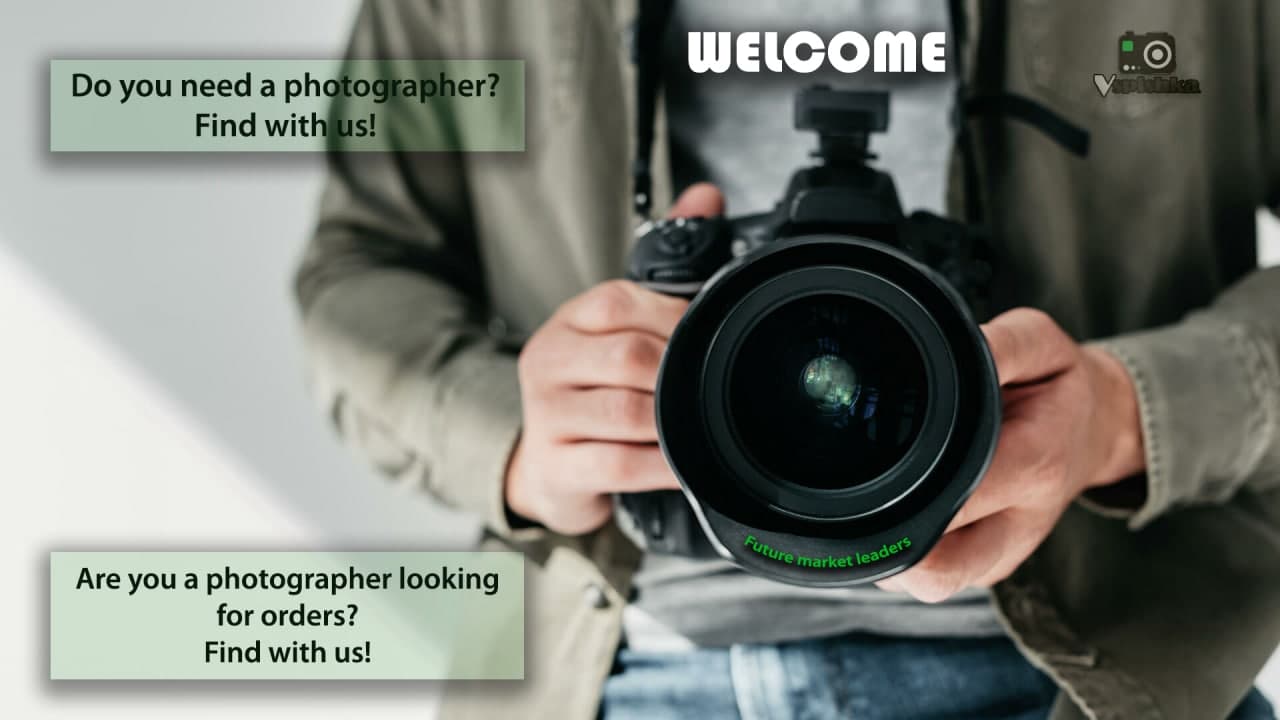 WELCOME
Vspishka
Do you need a photographer?
Find with us!
Future market leaders
Are you a photographer looking
for orders?
Find with us!